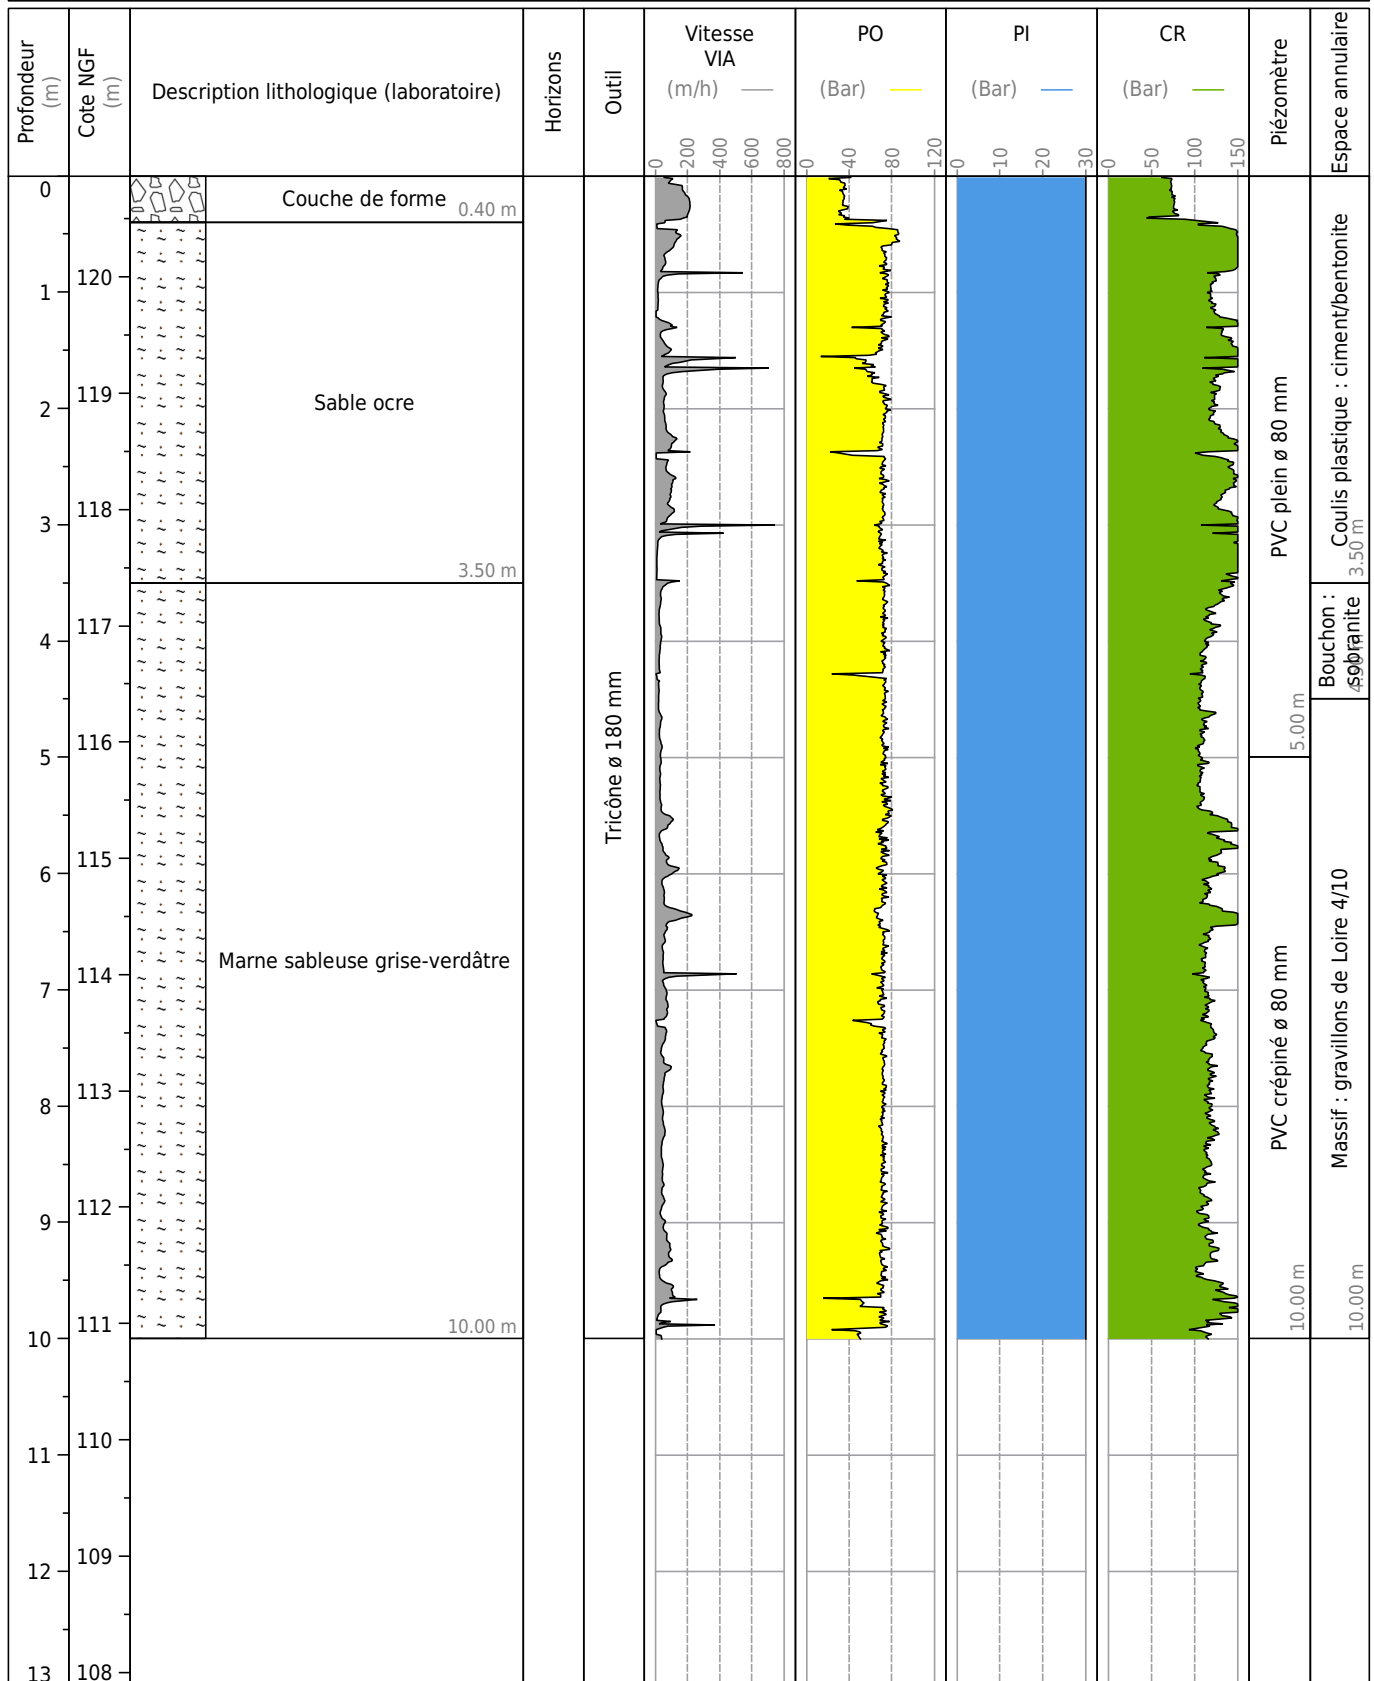 Profondeur
(m)
Cote NGF
(m)
Description lithologique (laboratoire)
Horizons
Outil
Vitesse
VIA
(m/h)
0 200 400 600 800
PO
(Bar)
0 40 80 120
PI
(Bar)
0 10 20 30
CR
(Bar)
0 50 100 150
Piézomètre
Espace annulaire
0
1
2
3
4
5
6
7
8
9
10
11
12
13
120
119
118
117
116
115
114
113
112
111
110
109
108
Couche de forme
0.40 m
Sable ocre
3.50 m
Marne sableuse grise-verdâtre
10.00 m
Tricône ø 180 mm
PVC plein ø 80 mm
5.00 m
PVC crépiné ø 80 mm
10.00 m
Coulis plastique : ciment/bentonite
3.50 m
Bouchon :
sobranite
Massif : gravillons de Loire 4/10
10.00 m